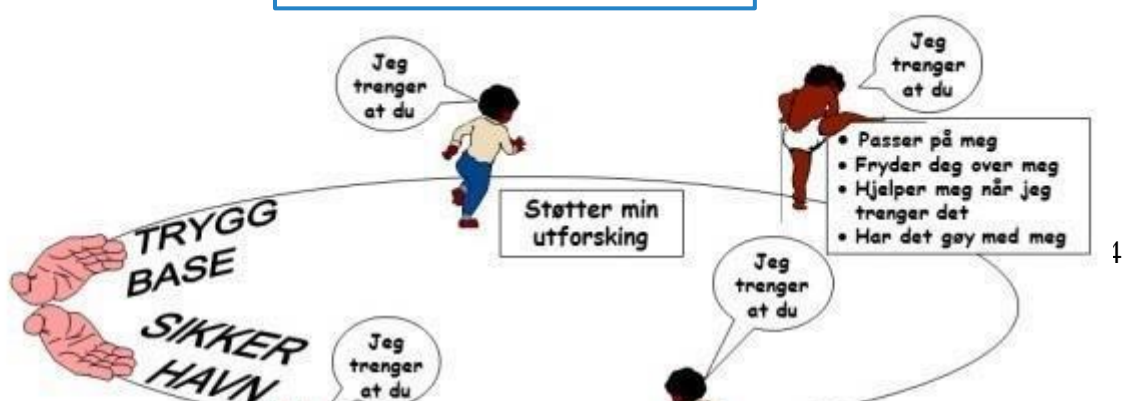 Jeg
trenger
at du
Jeg
trenger
at du
• Passer på meg
• Fryder deg over meg
• Hjelper meg når jeg
trenger det
• Har det gøy med meg
Støtter min
utforsking
TRYGG
BASE
4
Jeg
trenger
at du
SIKKER
HAVN
Jeg
trenger
at du